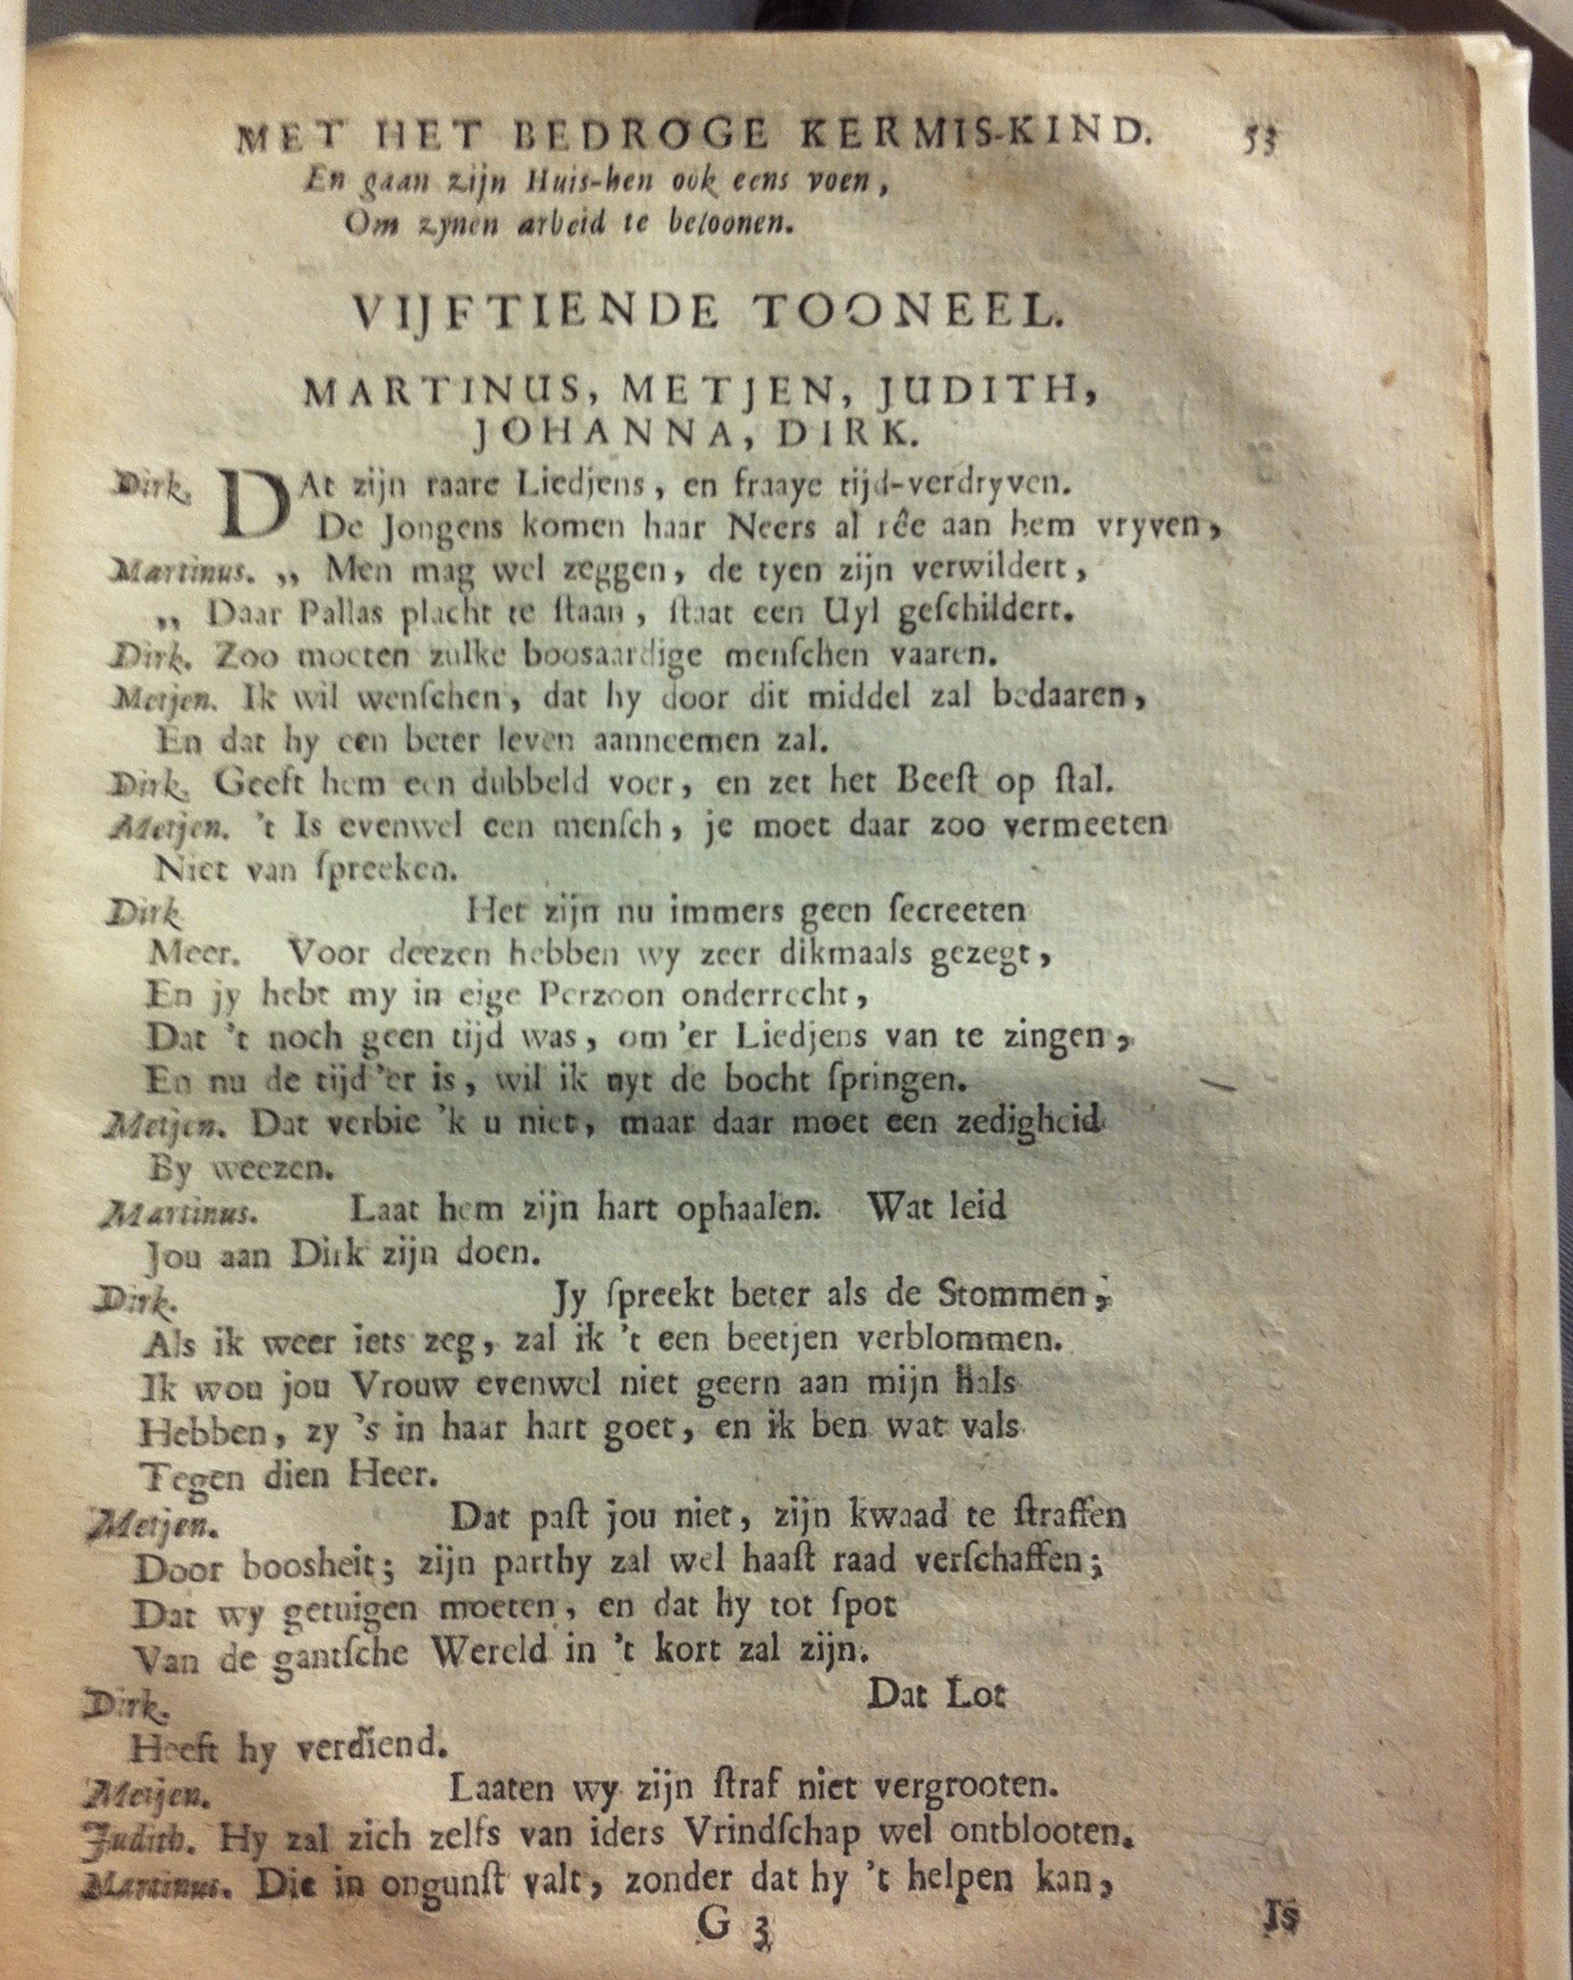 MET HET BEDROGE KERMIS-KIND. 53
En gaan zijn Huis-hen ook eens voen,
Om zynen arbeid te beloonen.
VIJFTIENDE TOONEEL.
MARTINUS, METJEN, JUDITH,
JOHANNA, DIRK.
Dirk. DAt zijn raare Liedjens, en fraaye tijd-verdryven.
De Jongens komen haar Neers al rêe aan hem vryven,
Martinus. „ Men mag wel zeggen, de tyen zijn verwildert,
„ Daar Pallas placht te ſtaan, ſtaat een Uyl geſchildert.
Dirk. Zoo moeten zulke boosaardige menſchen vaaren.
Metjen. Ik wil wenſchen, dat hy door dit middel zal bedaaren,
En dat hy een beter leven aanneemen zal.
Dirk. Geeft hem een dubbeld voer, en zet het Beeſt op ſtal.
Metjen. 't Is evenwel een menſch, je moet daar zoo vermeeten
Niet van ſpreeken.
Dirk Het zijn nu immers geen ſecreeten
Meer. Voor deezen hebben wy zeer dikmaals gezegt,
En jy hebt my in eige Perzoon onderrecht,
Dat 't noch geen tijd was, om 'er Liedjens van te zingen,
En nu de tijd 'er is, wil ik uyt de bocht ſpringen.
Metjen. Dat verbie 'k u niet, maar daar moet een zedigheid
By weezen.
Martinus. Laat hem zijn hart ophaalen. Wat leid
Jou aan Dirk zijn doen.
Dirk. Jy ſpreekt beter als de Stommen;
Als ik weer iets zeg, zal ik 't een beetjen verblommen.
Ik wou jou Vrouw evenwel niet geern aan mijn Hals
Hebben, zy 's in haar hart goet, en ik ben wat vals
Tegen dien Heer.
Metjen. Dat paſt jou niet, zijn kwaad te ſtraffen
Door boosheit; zijn parthy zal wel haaſt raad verſchaffen;
Dat wy getuigen moeten, en dat hy tot ſpot
Van de gantſche Wereld in 't kort zal zijn.
Dirk. Dat Lot
Heeft hy verdiend.
Metjen. Laaten wy zijn ſtraf niet vergrooten.
Judith. Hy zal zich zelfs van iders Vrindſchap wel ontblooten.
Martinus. Die in ongunſt valt, zonder dat hy 't helpen kan,
G 3 Is